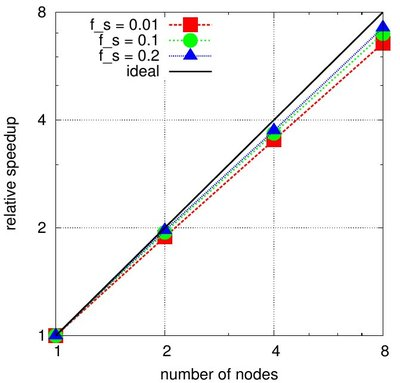 8
4
2
1
f_s = 0.01
f_s = 0.1
f_s = 0.2
ideal
relative speedup
1 2 4 8
number of nodes